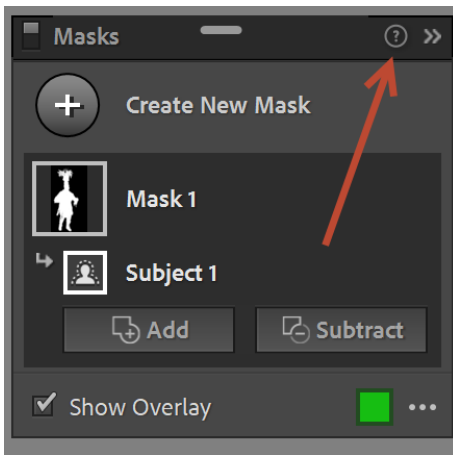 Masks
Create New Mask
Mask 1
Subject 1
Add Subtract
Show Overlay